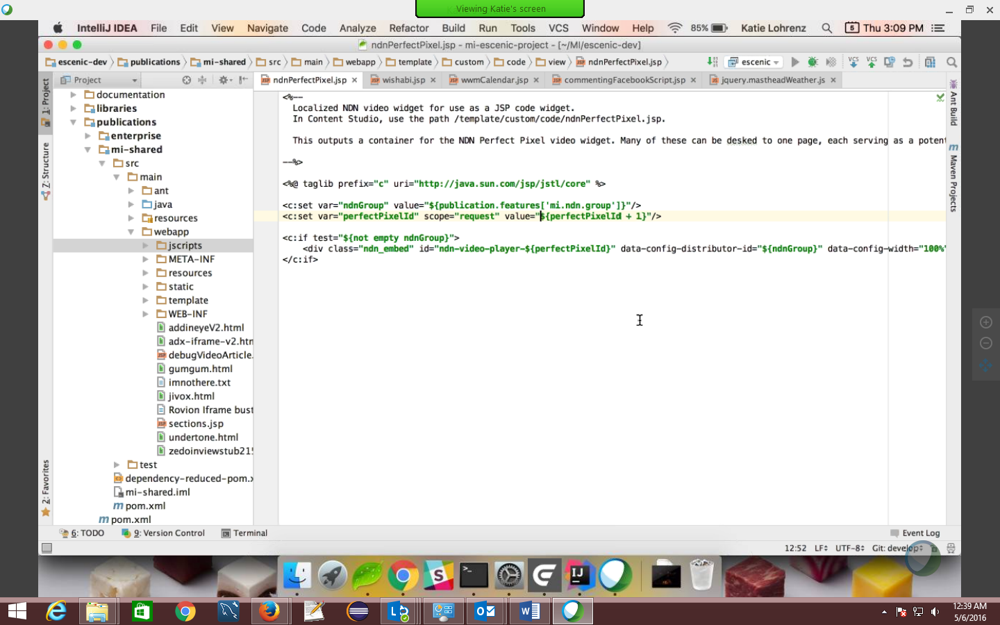 Viewing Katie's screen
IntelliJ IDEA File Edit View Navigate Code Analyze Refactor Build Run Tools VCS Window Help 85% Katie Lohrenz 5 Thu 3:09 PM
ndnPerfectPixel.jsp - mi-escenic-project - [~/MI/escenic-dev]
escenic-dev publications mi-shared src main webapp template custom code view ndnPerfectPixel.jsp escenic VCS VCS
Project
ndnPerfectPixel.jsp wishabi.jsp wwmCalendar.jsp commentingFacebookScript.jsp jquery.mastheadWeather.js
1: Project
Z: Structure
2: Favorites
documentation
libraries
publications
enterprise
mi-shared
src
main
ant
java
resources
webapp
jscripts
META-INF
resources
static
template
WEB-INF
addineyeV2.html
adx-iframe-v2.htm
debugVideoArticle.
gumgum.html
imnothere.txt
jivox.html
Rovion Iframe bust
sections.jsp
undertone.html
zedoinviewstub215
test
dependency-reduced-pom.x
mi-shared.iml
pom.xml
pom.xml
<%--
Localized NDN video widget for use as a JSP code widget.
In Content Studio, use the path /template/custom/code/ndnPerfectPixel.jsp.
This outputs a container for the NDN Perfect Pixel video widget. Many of these can be desked to one page, each serving as a potent
--%>
<%@ taglib prefix="c" uri="http://java.sun.com/jsp/jstl/core" %>
<c:set var="ndnGroup" value="${publication.features['mi.ndn.group']}"/>
<c:set var="perfectPixelId" scope="request" value="${perfectPixelId + 1}"/>
<c:if test="${not empty ndnGroup}">
<div class="ndn_embed" id="ndn-video-player-${perfectPixelId}" data-config-distributor-id="${ndnGroup}" data-config-width="100%"
</c:if>
Ant Build
Maven Projects
6: TODO 9: Version Control Terminal Event Log
12:52 LF UTF-8 Git: develop
12:39 AM
5/6/2016